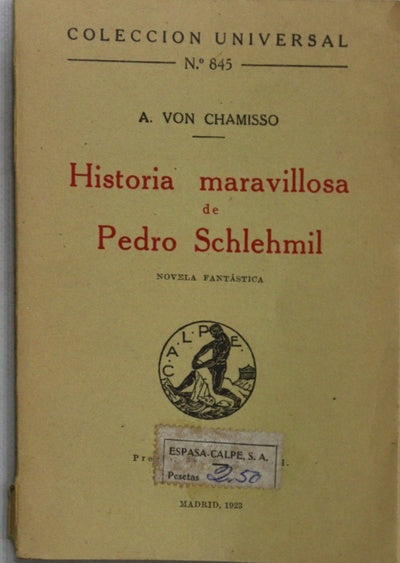 COLECCION UNIVERSAL
N.º 845
A. VON CHAMISSO
Historia maravillosa
de
Pedro Schlehmil
NOVELA FANTÁSTICA
CALPE
ESPASA-CALPE, S. A.
Pesetas 2,50
MADRID, 1923